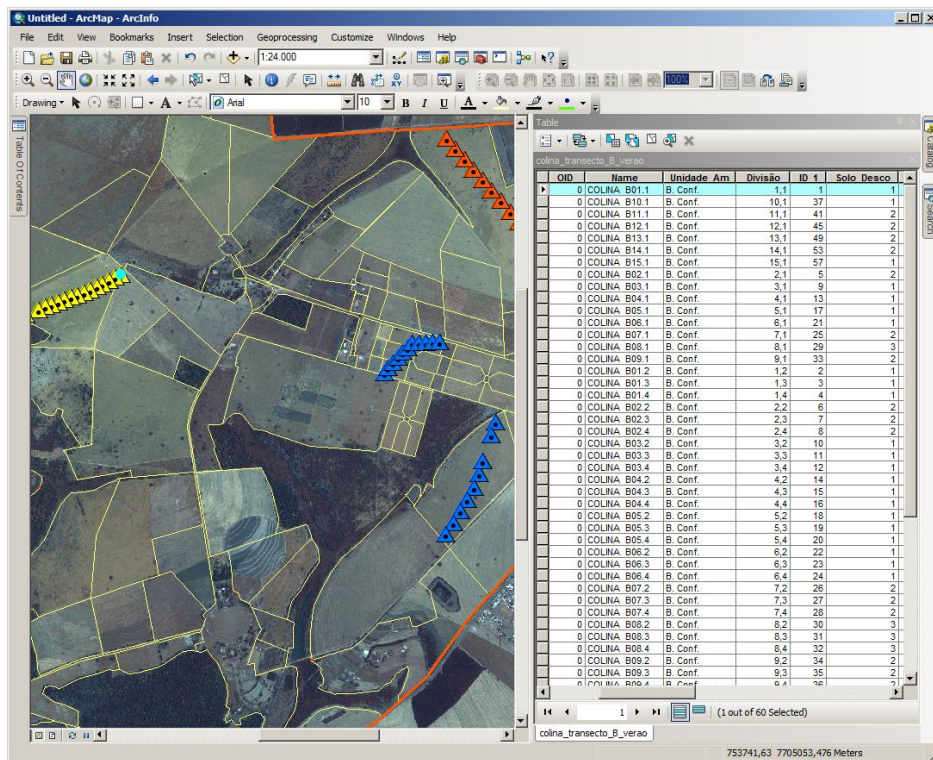 Untitled - ArcMap - ArcInfo
File Edit View Bookmarks Insert Selection Geoprocessing Customize Windows Help
1:24.000
100%
Drawing Arial 10 B I U A
Table Of Contents
Table
Catalog
Search
colina_transecto_B_verao
OID Name Unidade_Am Divisão ID_1 Solo_Desco
0 COLINA B01.1 B. Conf. 1,1 1 1
0 COLINA B10.1 B. Conf. 10,1 37 1
0 COLINA B11.1 B. Conf. 11,1 41 2
0 COLINA B12.1 B. Conf. 12,1 45 2
0 COLINA B13.1 B. Conf. 13,1 49 2
0 COLINA B14.1 B. Conf. 14,1 53 2
0 COLINA B15.1 B. Conf. 15,1 57 1
0 COLINA B02.1 B. Conf. 2,1 5 2
0 COLINA B03.1 B. Conf. 3,1 9 1
0 COLINA B04.1 B. Conf. 4,1 13 1
0 COLINA B05.1 B. Conf. 5,1 17 1
0 COLINA B06.1 B. Conf. 6,1 21 1
0 COLINA B07.1 B. Conf. 7,1 25 2
0 COLINA B08.1 B. Conf. 8,1 29 3
0 COLINA B09.1 B. Conf. 9,1 33 2
0 COLINA B01.2 B. Conf. 1,2 2 1
0 COLINA B01.3 B. Conf. 1,3 3 1
0 COLINA B01.4 B. Conf. 1,4 4 1
0 COLINA B02.2 B. Conf. 2,2 6 2
0 COLINA B02.3 B. Conf. 2,3 7 2
0 COLINA B02.4 B. Conf. 2,4 8 2
0 COLINA B03.2 B. Conf. 3,2 10 1
0 COLINA B03.3 B. Conf. 3,3 11 1
0 COLINA B03.4 B. Conf. 3,4 12 1
0 COLINA B04.2 B. Conf. 4,2 14 1
0 COLINA B04.3 B. Conf. 4,3 15 1
0 COLINA B04.4 B. Conf. 4,4 16 1
0 COLINA B05.2 B. Conf. 5,2 18 1
0 COLINA B05.3 B. Conf. 5,3 19 1
0 COLINA B05.4 B. Conf. 5,4 20 1
0 COLINA B06.2 B. Conf. 6,2 22 1
0 COLINA B06.3 B. Conf. 6,3 23 1
0 COLINA B06.4 B. Conf. 6,4 24 1
0 COLINA B07.2 B. Conf. 7,2 26 2
0 COLINA B07.3 B. Conf. 7,3 27 2
0 COLINA B07.4 B. Conf. 7,4 28 2
0 COLINA B08.2 B. Conf. 8,2 30 3
0 COLINA B08.3 B. Conf. 8,3 31 3
0 COLINA B08.4 B. Conf. 8,4 32 3
0 COLINA B09.2 B. Conf. 9,2 34 2
0 COLINA B09.3 B. Conf. 9,3 35 2
0 COLINA B09.4 B. Conf. 9,4 36 2
1 (1 out of 60 Selected)
colina_transecto_B_verao
753741,63 7705053,476 Meters